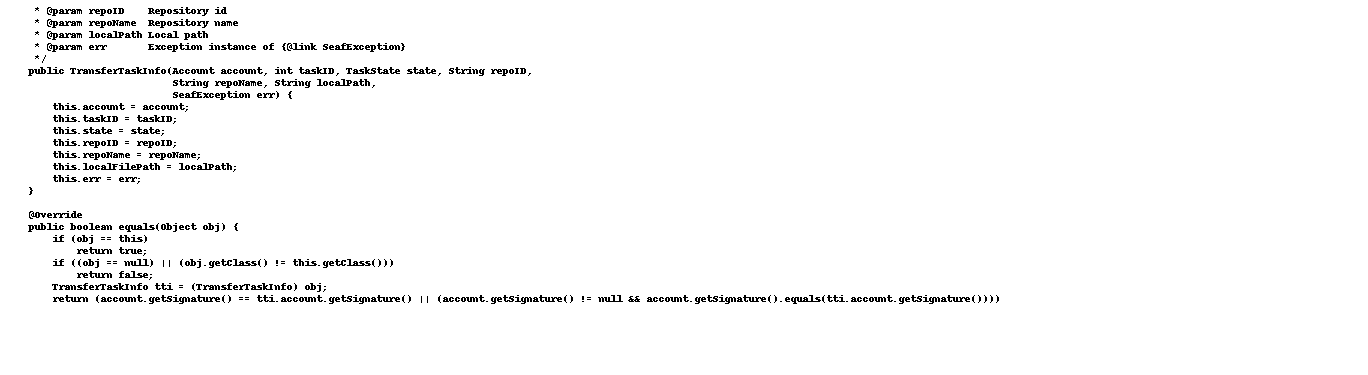 * @param repoID    Repository id
* @param repoName  Repository name
* @param localPath Local path
* @param err       Exception instance of {@link SeafException}
*/
public TransferTaskInfo(Account account, int taskID, TaskState state, String repoID,
                        String repoName, String localPath,
                        SeafException err) {
    this.account = account;
    this.taskID = taskID;
    this.state = state;
    this.repoID = repoID;
    this.repoName = repoName;
    this.localFilePath = localPath;
    this.err = err;
}
@Override
public boolean equals(Object obj) {
    if (obj == this)
        return true;
    if ((obj == null) || (obj.getClass() != this.getClass()))
        return false;
    TransferTaskInfo tti = (TransferTaskInfo) obj;
    return (account.getSignature() == tti.account.getSignature() || (account.getSignature() != null && account.getSignature().equals(tti.account.getSignature())))